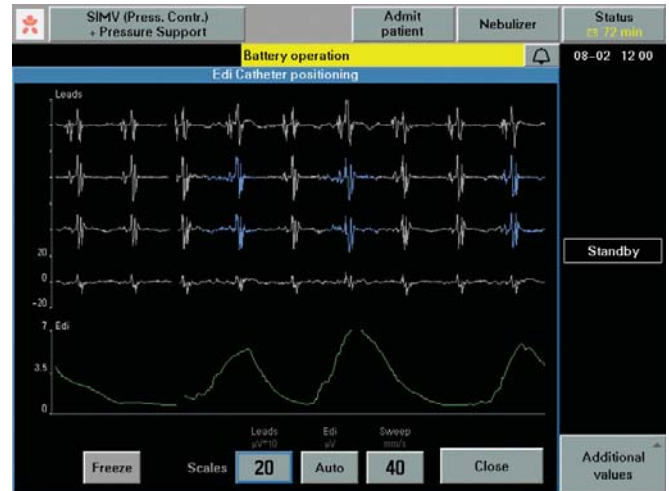 SIMV (Press. Contr.)
+ Pressure Support
Admit
patient
Nebulizer
Status
72 min
Battery operation
08-02 12 00
Edi Catheter positioning
Leads
20
0
-20
Standby
7 Edi
3.5
0
Leads
µV*10
Edi
µV
Sweep
mm/s
Freeze
Scales
20
Auto
40
Close
Additional
values